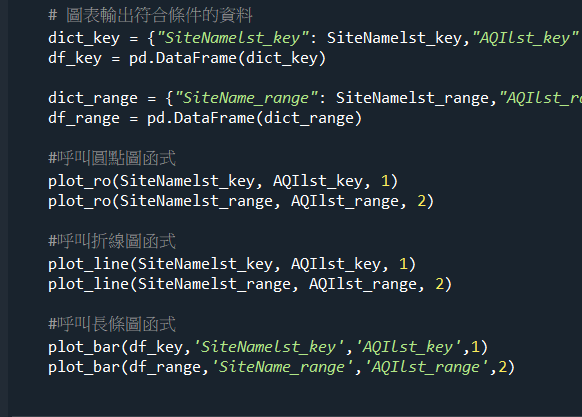 # 圖表輸出符合條件的資料
dict_key = {"SiteNamelst_key": SiteNamelst_key,"AQIlst_key"
df_key = pd.DataFrame(dict_key)
dict_range = {"SiteName_range": SiteNamelst_range,"AQIlst_ra
df_range = pd.DataFrame(dict_range)
#呼叫圓點圖函式
plot_ro(SiteNamelst_key, AQIlst_key, 1)
plot_ro(SiteNamelst_range, AQIlst_range, 2)
#呼叫折線圖函式
plot_line(SiteNamelst_key, AQIlst_key, 1)
plot_line(SiteNamelst_range, AQIlst_range, 2)
#呼叫長條圖函式
plot_bar(df_key,'SiteNamelst_key','AQIlst_key',1)
plot_bar(df_range,'SiteName_range','AQIlst_range',2)